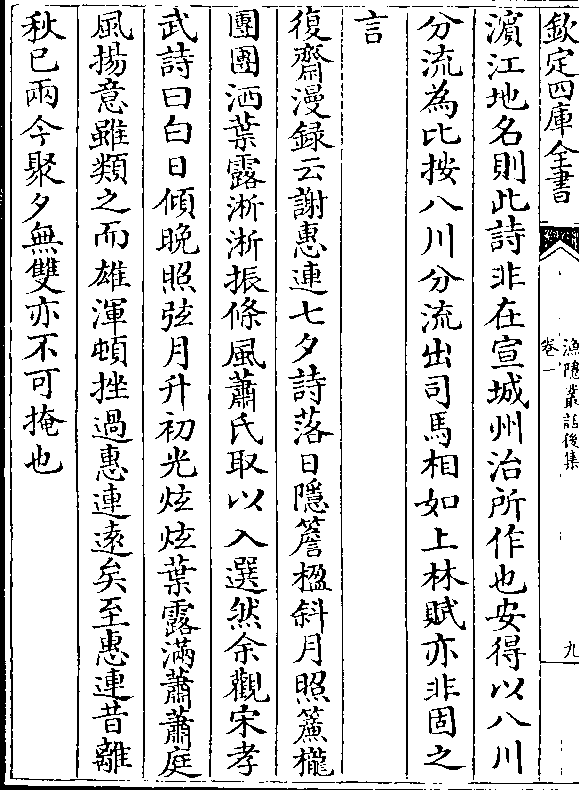 欽定四庫全書
漁隱叢話後集
卷一
九
濵江地名則此詩非在宣城州治所作也安得以八川
分流為比按八川分流出司馬相如上林賦亦非固之
言
復齋漫録云謝惠連七夕詩落日隱簷楹斜月照簾櫳
團團洒葉露淅淅振條風蕭氏取以入選然余觀宋孝
武詩曰白日傾晚照弦月升初光炫炫葉露滿蕭蕭庭
風揚意雖類之而雄渾頓挫過惠連逺矣至惠連昔離
秋已兩今聚夕無雙亦不可掩也